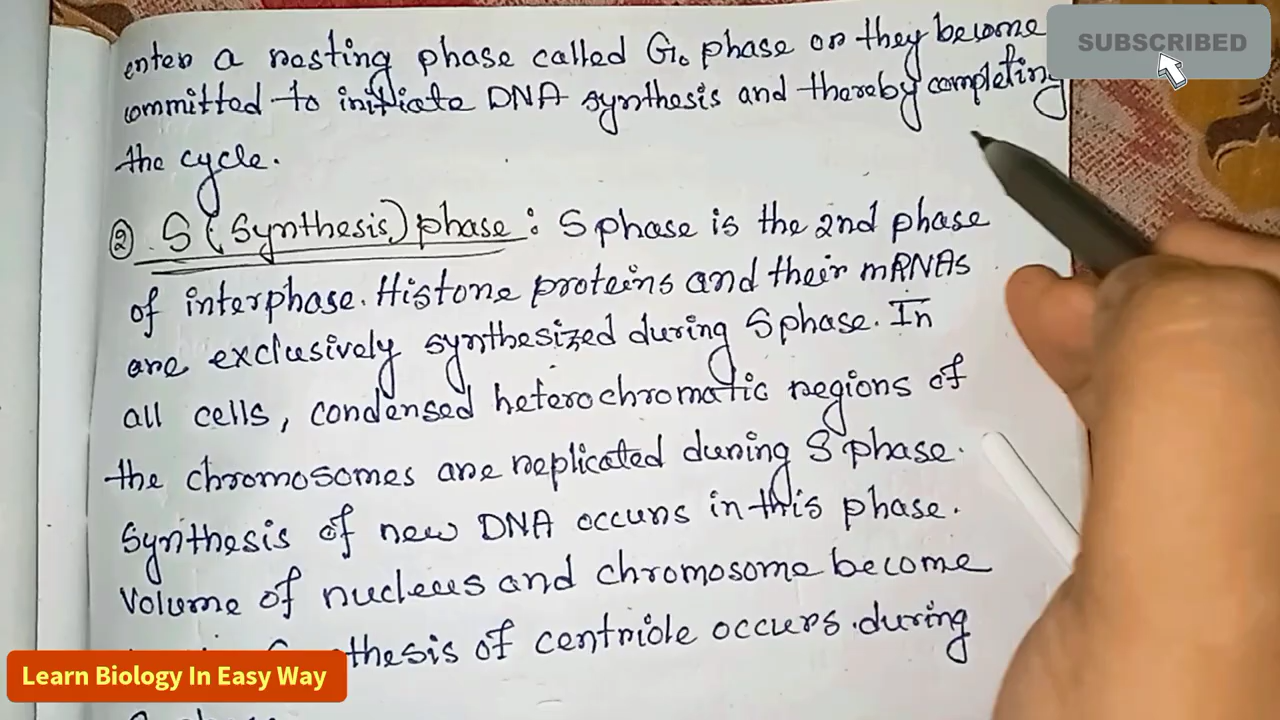 enter a resting phase called G₀ phase or they become
SUBSCRIBED
committed to initiate DNA synthesis and thereby completing
the cycle.
② S (Synthesis) phase : S phase is the 2nd phase
of interphase. Histone proteins and their mRNAs
are exclusively synthesized during S phase. In
all cells, condensed heterochromatic regions of
the chromosomes are replicated during S phase.
Synthesis of new DNA occurs in this phase.
Volume of nucleus and chromosome become
thesis of centriole occurs during
Learn Biology In Easy Way